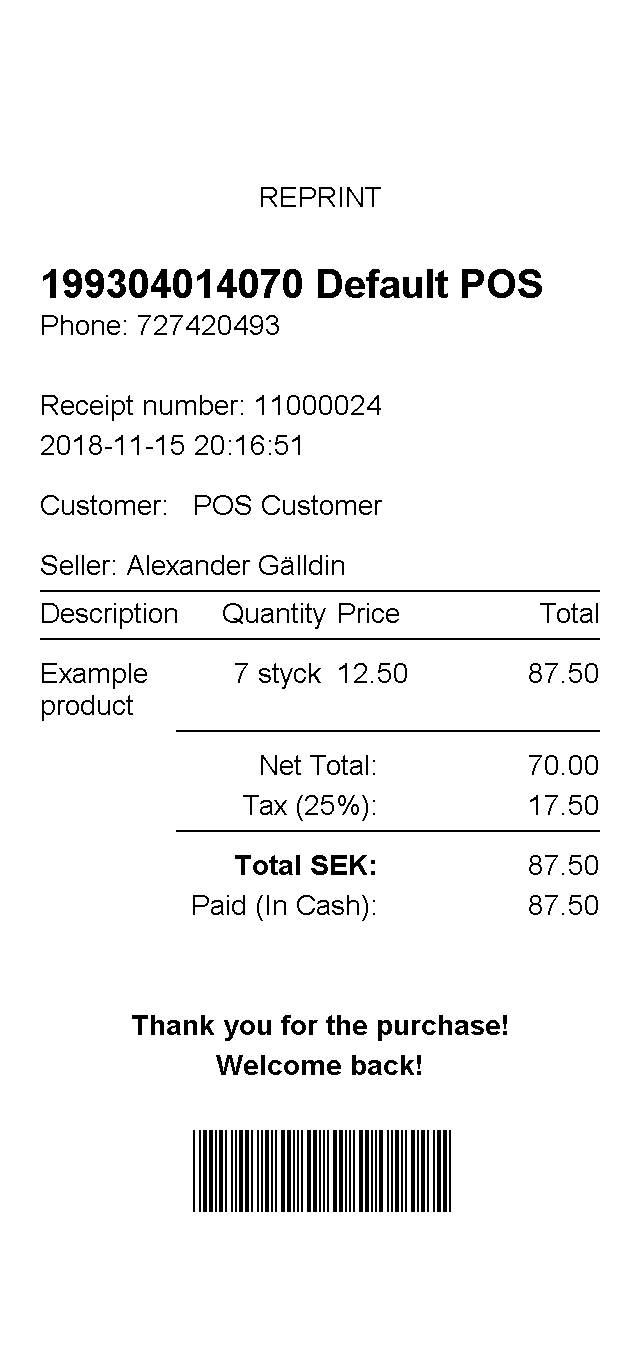 REPRINT
199304014070 Default POS
Phone: 727420493
Receipt number: 11000024
2018-11-15 20:16:51
Customer: POS Customer
Seller: Alexander Gälldin
Description Quantity Price Total
Example 7 styck 12.50 87.50
product
Net Total: 70.00
Tax (25%): 17.50
Total SEK: 87.50
Paid (In Cash): 87.50
Thank you for the purchase!
Welcome back!